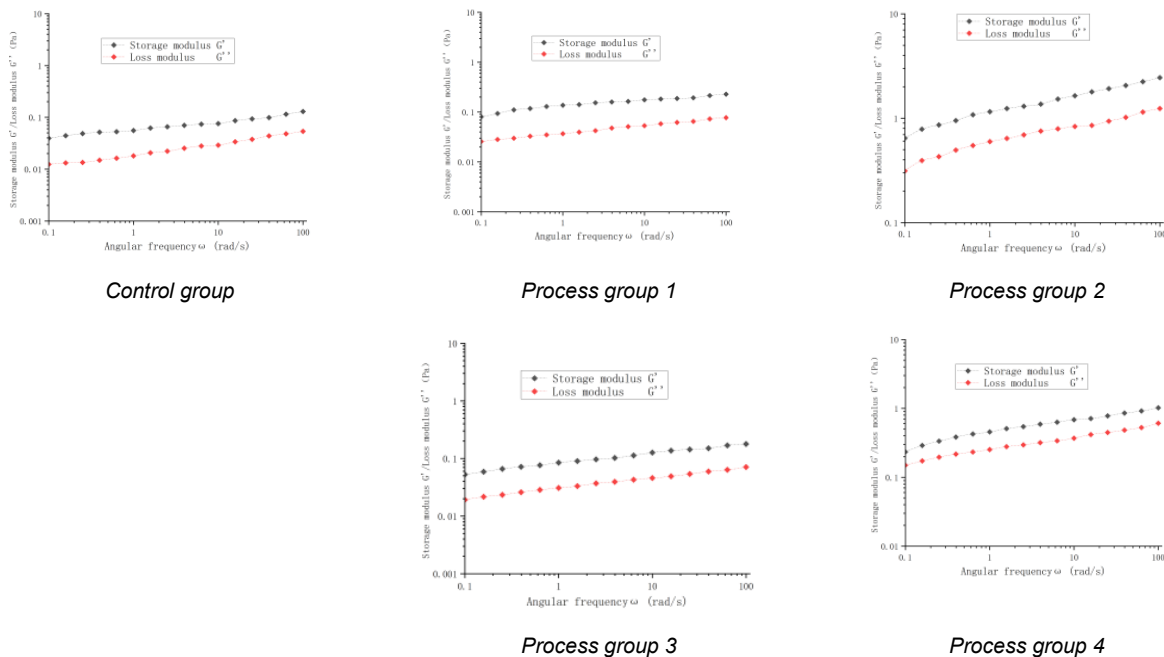 10
1
0.1
0.01
0.001
Storage modulus G'/Loss modulus G'' (Pa)
Storage modulus G'
Loss modulus G''
0.1 1 10 100
Angular frequency ω (rad/s)
Control group
10
1
0.1
0.01
0.001
Storage modulus G'/Loss modulus G'' (Pa)
Storage modulus G'
Loss modulus G''
0.1 1 10 100
Angular frequency ω (rad/s)
Process group 1
10
1
0.1
Storage modulus G'/Loss modulus G'' (Pa)
Storage modulus G'
Loss modulus G''
0.1 1 10 100
Angular frequency ω (rad/s)
Process group 2
10
1
0.1
0.01
0.001
Storage modulus G'/Loss modulus G'' (Pa)
Storage modulus G'
Loss modulus G''
0.1 1 10 100
Angular frequency ω (rad/s)
Process group 3
10
1
0.1
0.01
Storage modulus G'/Loss modulus G'' (Pa)
Storage modulus G'
Loss modulus G''
0.1 1 10 100
Angular frequency ω (rad/s)
Process group 4